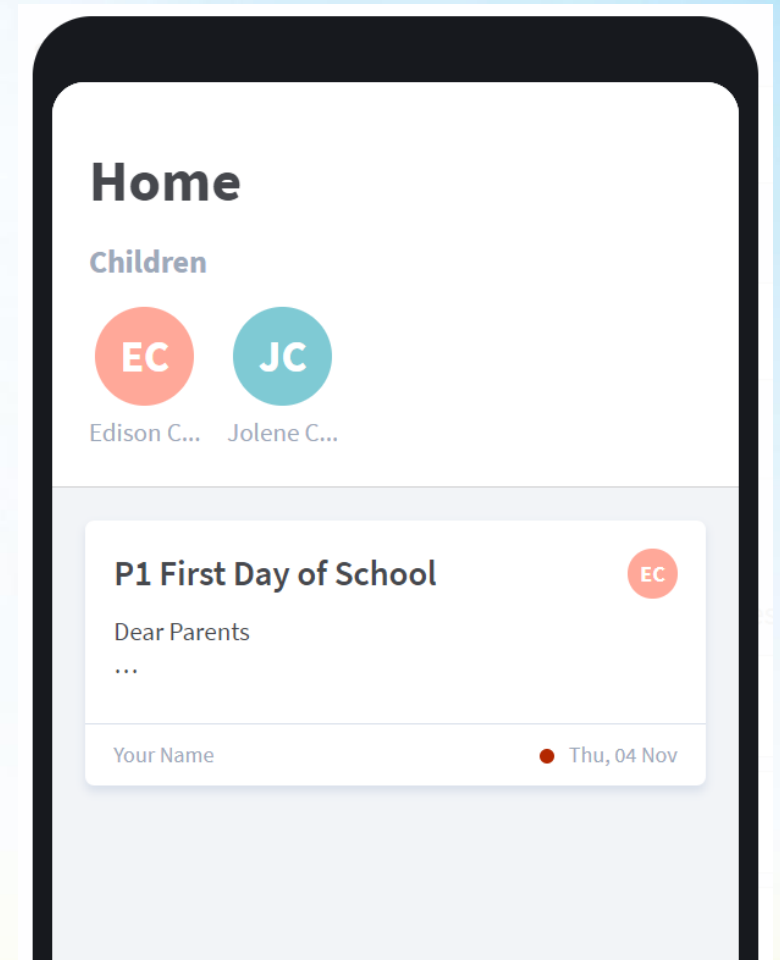 Home
Children
EC JC
Edison C... Jolene C...
P1 First Day of School EC
Dear Parents
...
Your Name Thu, 04 Nov